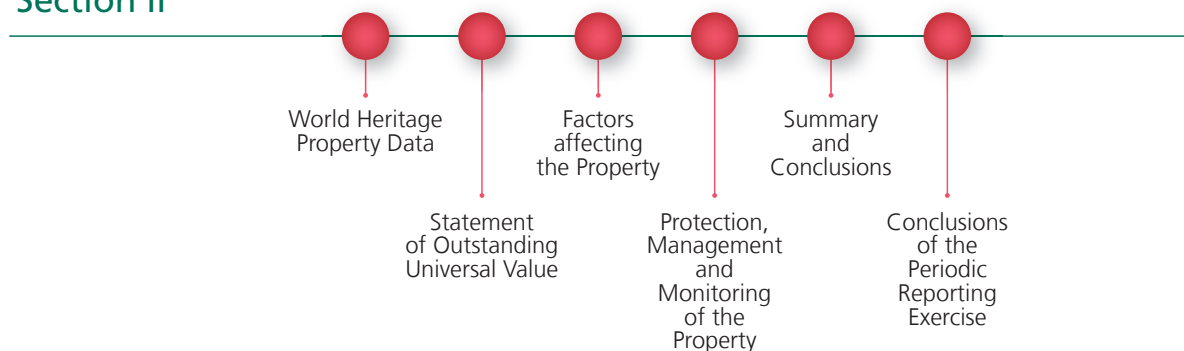 Section II
World Heritage
Property Data
Statement
of Outstanding
Universal Value
Factors
affecting
the Property
Protection,
Management
and
Monitoring
of the
Property
Summary
and
Conclusions
Conclusions
of the
Periodic
Reporting
Exercise